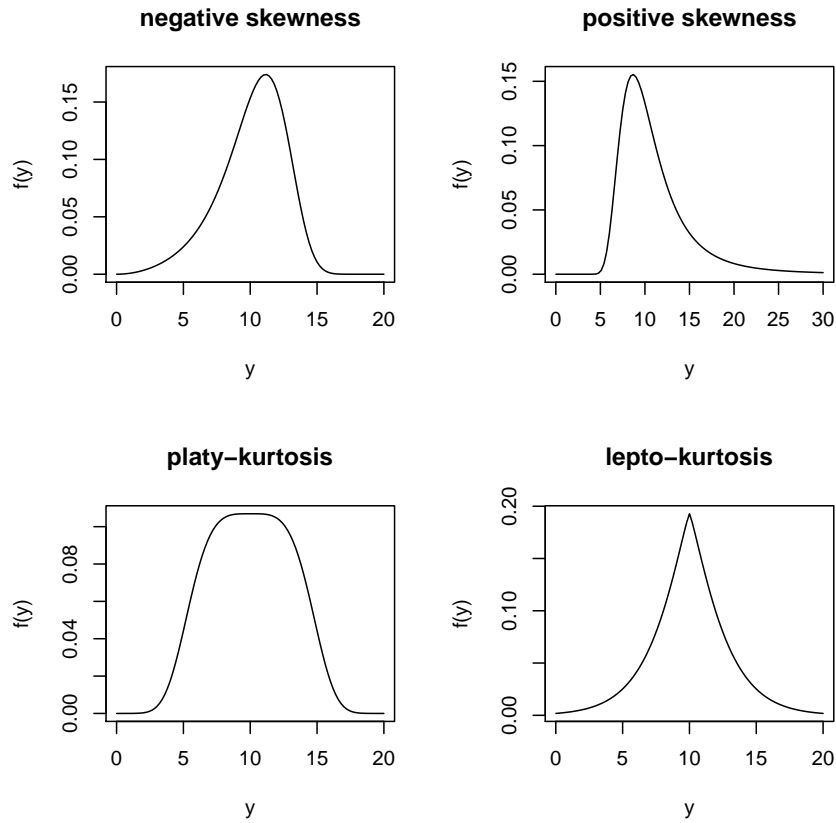 negative skewness
f(y)
0.00 0.05 0.10 0.15
0 5 10 15 20
y
positive skewness
f(y)
0.00 0.05 0.10 0.15
0 5 10 15 20 25 30
y
platy−kurtosis
f(y)
0.00 0.04 0.08
0 5 10 15 20
y
lepto−kurtosis
f(y)
0.00 0.10 0.20
0 5 10 15 20
y